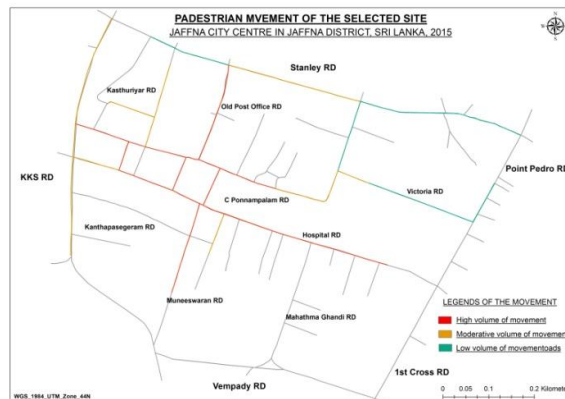 PADESTRIAN MVEMENT OF THE SELECTED SITE
JAFFNA CITY CENTRE IN JAFFNA DISTRICT, SRI LANKA, 2015
Stanley RD
Kasthuriyar RD
Old Post Office RD
Point Pedro RD
KKS RD
Victoria RD
C Ponnampalam RD
Kanthapasegeram RD
Hospital RD
Muneeswaran RD
Mahathma Ghandi RD
LEGENDS OF THE MOVEMENT
High volume of movement
Moderative volume of movement
Low volume of movementoads
1st Cross RD
Vempady RD
0 0.05 0.1 0.2 Kilomete
WGS_1984_UTM_Zone_44N